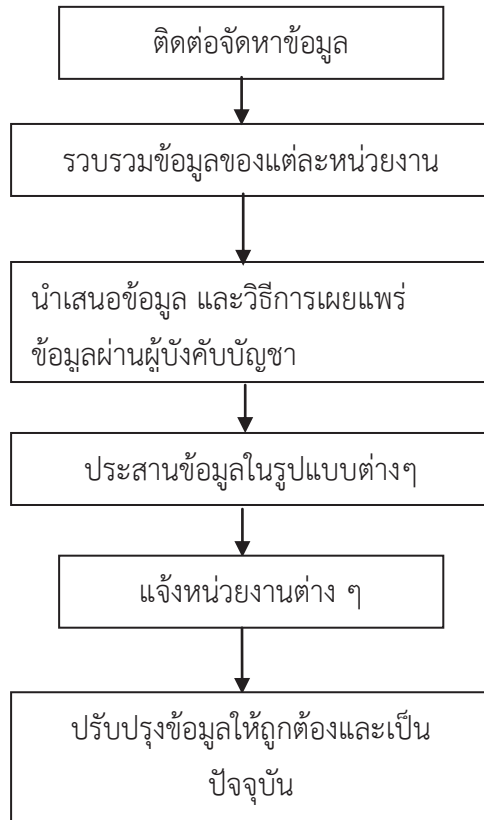 ติดต่อจัดหาข้อมูล
รวบรวมข้อมูลของแต่ละหน่วยงาน
นำเสนอข้อมูล และวิธีการเผยแพร่
ข้อมูลผ่านผู้บังคับบัญชา
ประสานข้อมูลในรูปแบบต่างๆ
แจ้งหน่วยงานต่าง ๆ
ปรับปรุงข้อมูลให้ถูกต้องและเป็น
ปัจจุบัน